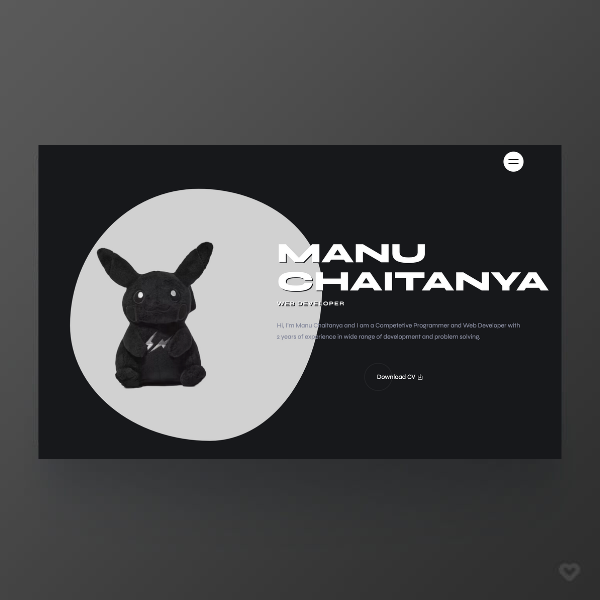 MANU
CHAITANYA
WEB DEVELOPER
Hi, I'm Manu Chaitanya and I am a Competetive Programmer and Web Developer with
years of experience in wide range of development and problem solving.
Download CV